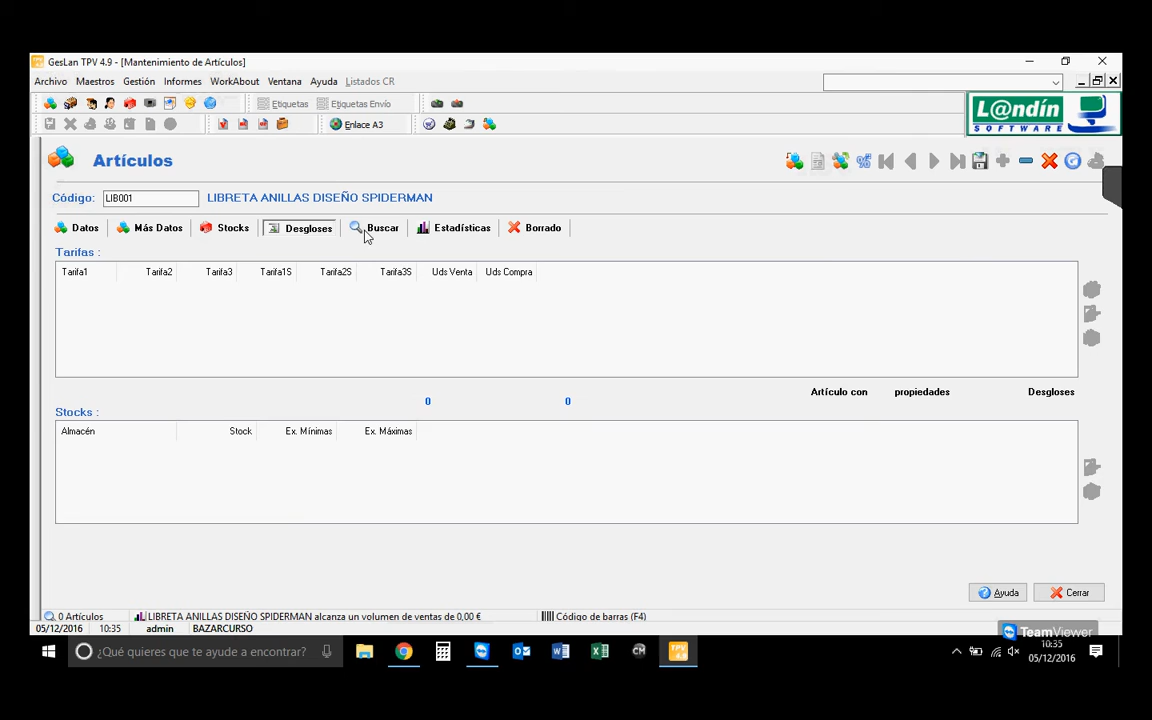 GesLan TPV 4.9 - [Mantenimiento de Artículos]
Archivo Maestros Gestión Informes WorkAbout Ventana Ayuda Listados CR
Etiquetas Etiquetas Envío
Enlace A3
L@ndín
SOFTWARE
Artículos
Código: LIB001 LIBRETA ANILLAS DISEÑO SPIDERMAN
Datos Más Datos Stocks Desgloses Buscar Estadísticas Borrado
Tarifas :
Tarifa1 Tarifa2 Tarifa3 Tarifa1S Tarifa2S Tarifa3S Uds Venta Uds Compra
Artículo con propiedades Desgloses
0 0
Stocks :
Almacén Stock Ex. Mínimas Ex. Máximas
Ayuda Cerrar
0 Artículos LIBRETA ANILLAS DISEÑO SPIDERMAN alcanza un volumen de ventas de 0,00 € Código de barras (F4)
05/12/2016 10:35 admin BAZARCURSO
TeamViewer
¿Qué quieres que te ayude a encontrar?
TPV
4.9
10:35
05/12/2016